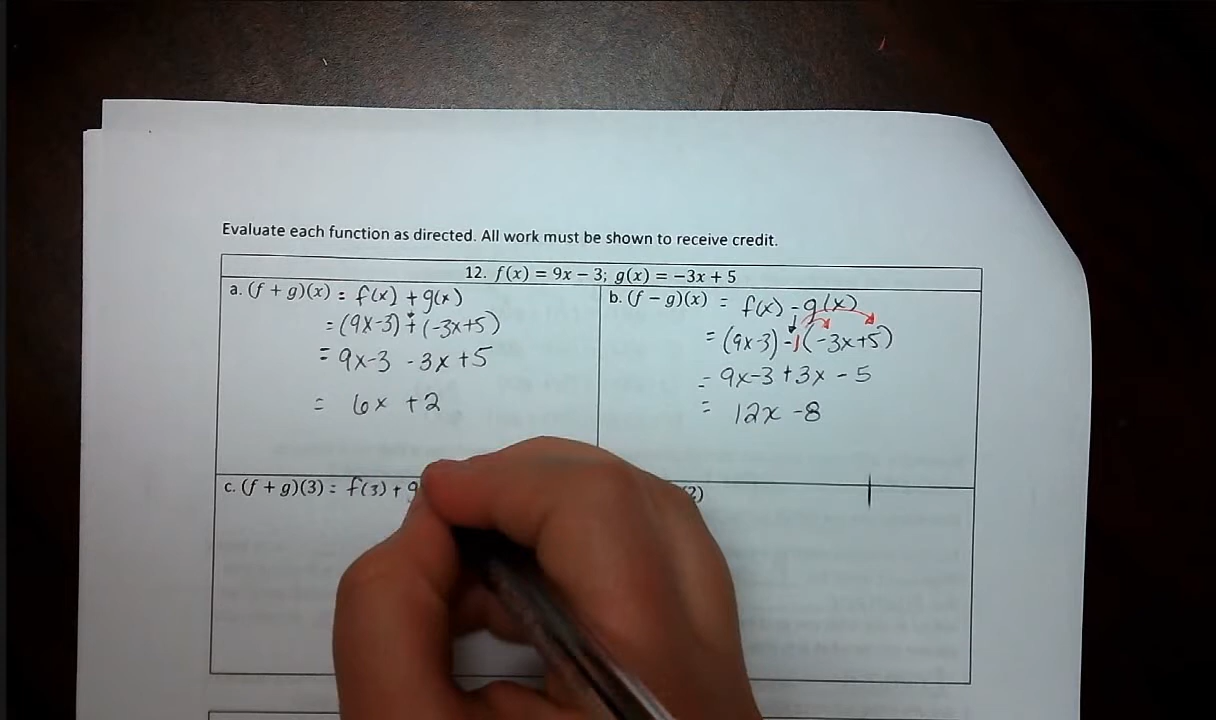 Evaluate each function as directed. All work must be shown to receive credit.
12. f(x) = 9x − 3; g(x) = −3x + 5
a. (f + g)(x) = f(x) + g(x)
= (9x-3) + (-3x+5)
= 9x-3 -3x+5
= 6x +2
b. (f − g)(x) = f(x) - g(x)
= (9x-3) -1(-3x+5)
= 9x-3+3x-5
= 12x -8
c. (f + g)(3) = f(3) + g
2)